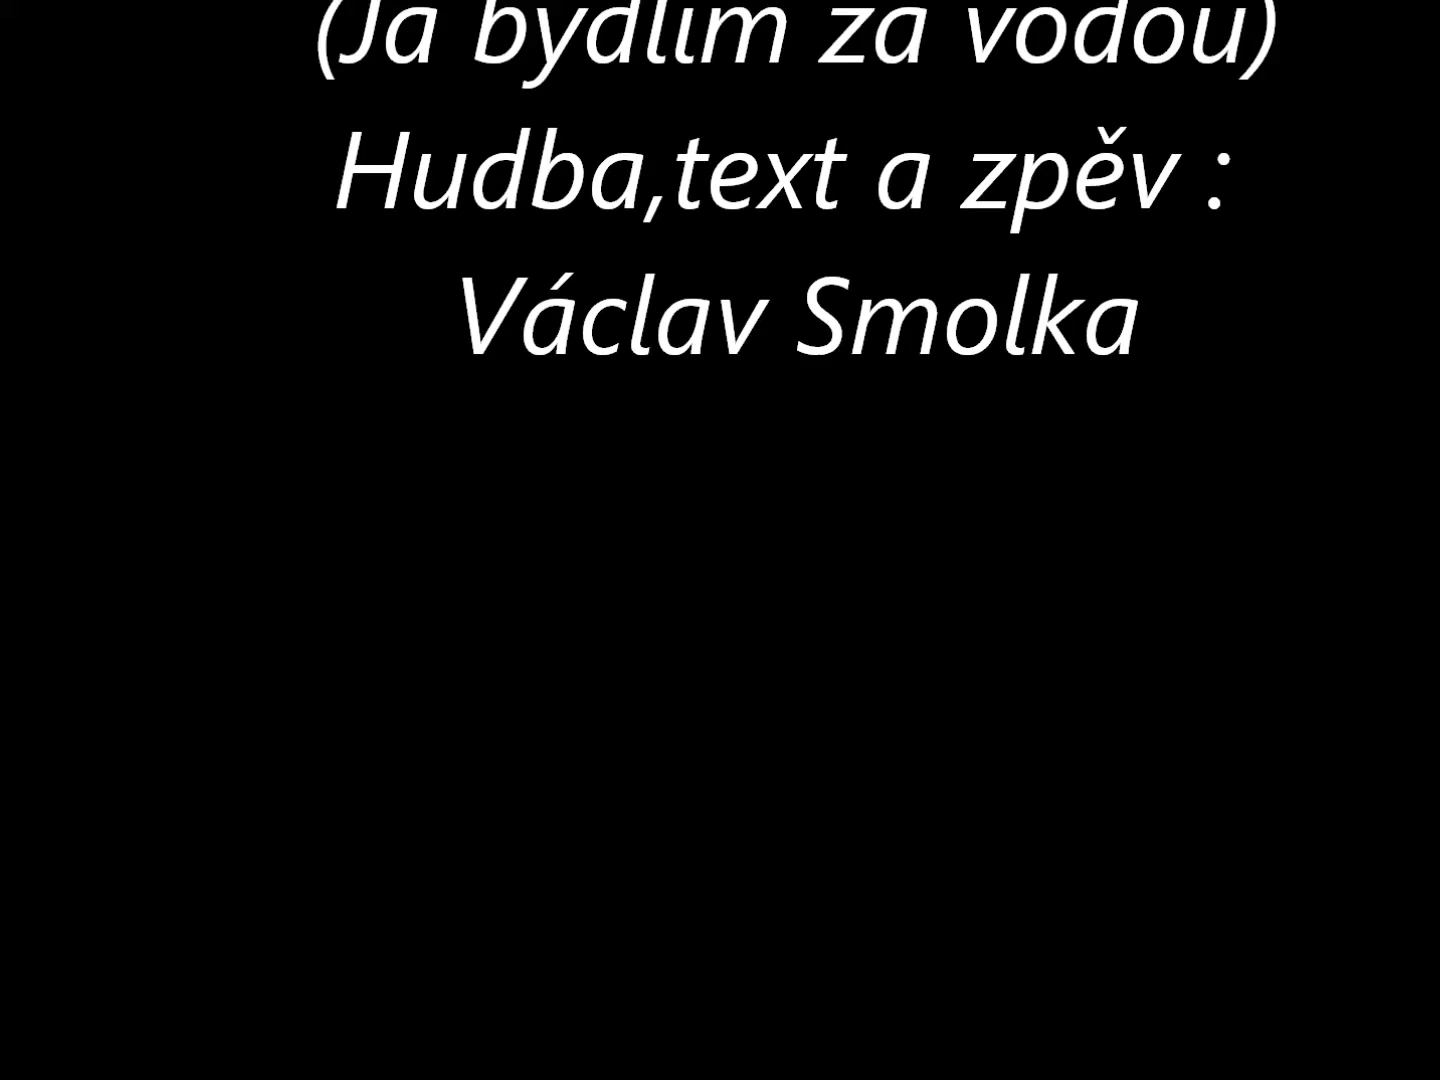 (Já bydlím za vodou)
Hudba,text a zpěv :
Václav Smolka